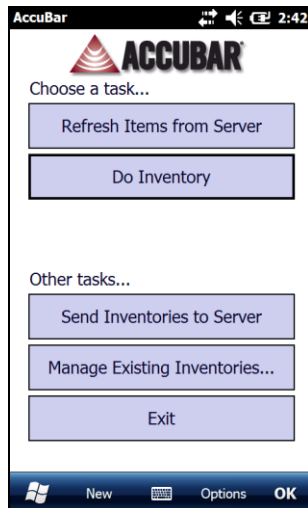 AccuBar 2:42
ACCUBAR
Choose a task...
Refresh Items from Server
Do Inventory
Other tasks...
Send Inventories to Server
Manage Existing Inventories...
Exit
New Options OK